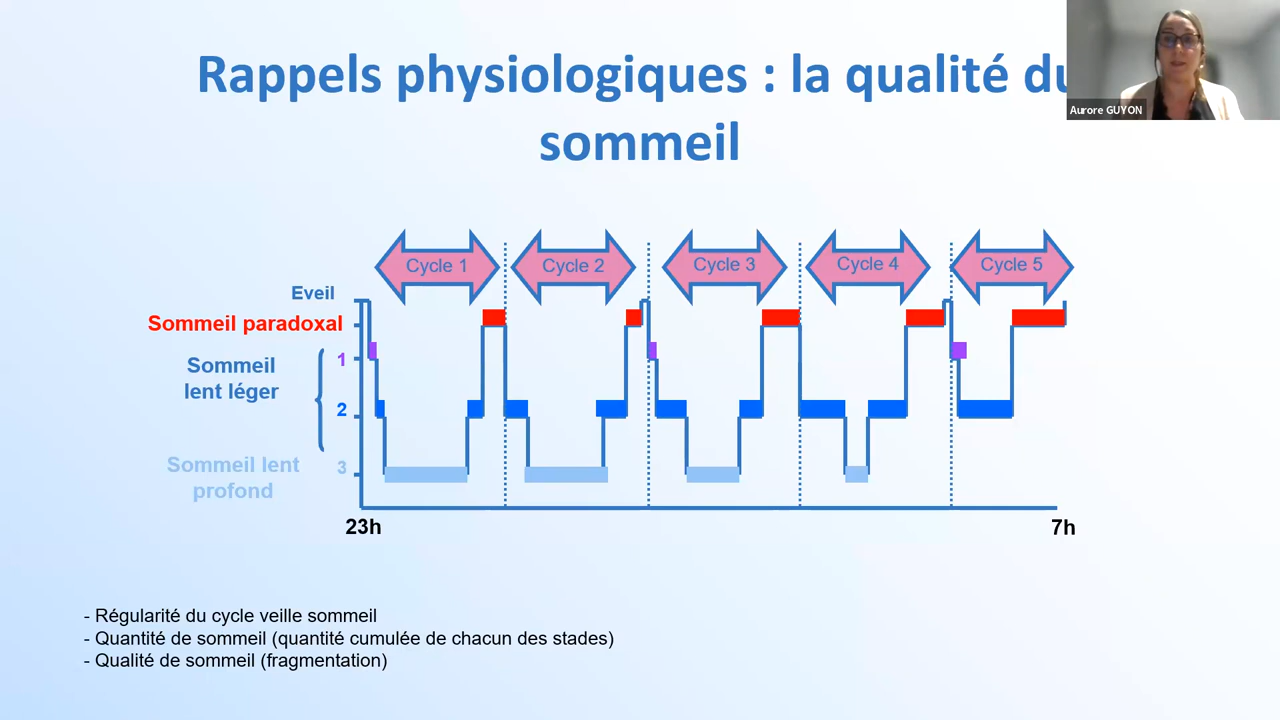 Rappels physiologiques : la qualité du
sommeil
Aurore GUYON
Cycle 1
Cycle 2
Cycle 3
Cycle 4
Cycle 5
Eveil
Sommeil paradoxal
Sommeil
lent léger
1
2
Sommeil lent
profond
3
23h
7h
- Régularité du cycle veille sommeil
- Quantité de sommeil (quantité cumulée de chacun des stades)
- Qualité de sommeil (fragmentation)